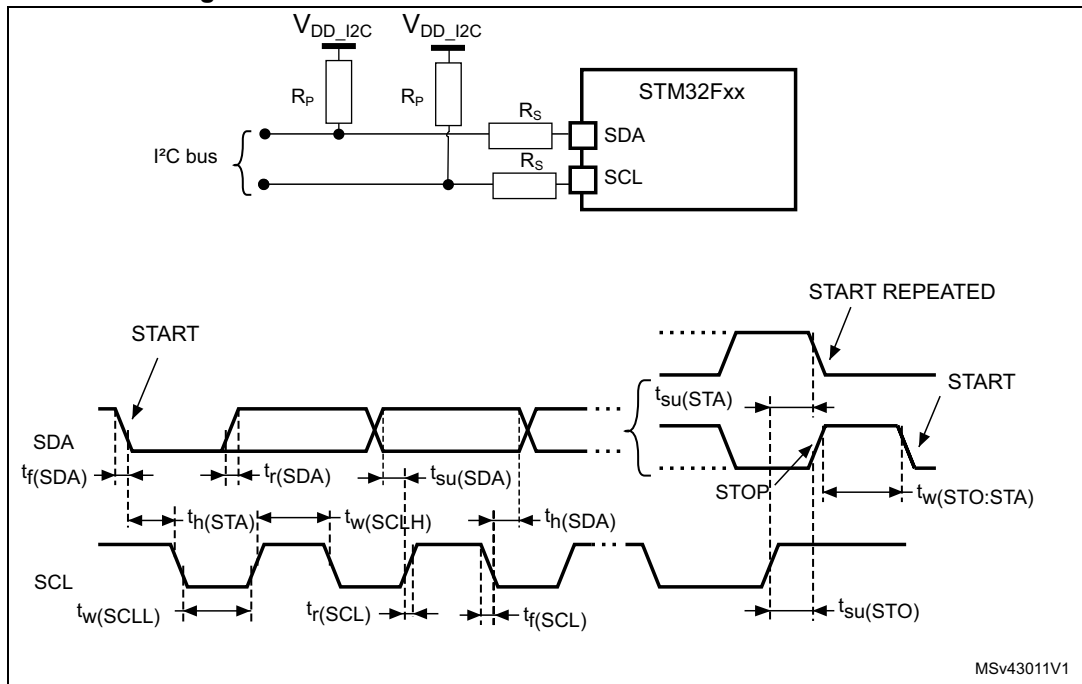 VDD_I2C VDD_I2C
RP RP
STM32Fxx
RS
SDA
I²C bus
RS
SCL
START REPEATED
START
START
tsu(STA)
SDA
tf(SDA) tr(SDA) tsu(SDA)
STOP
tw(STO:STA)
th(STA) tw(SCLH) th(SDA)
SCL
tw(SCLL) tr(SCL) tf(SCL) tsu(STO)
MSv43011V1